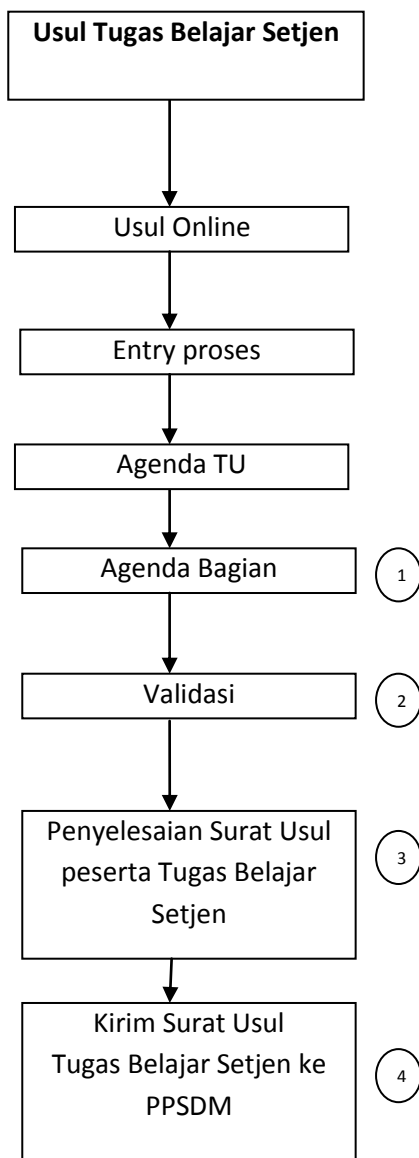 Usul Tugas Belajar Setjen
Usul Online
Entry proses
Agenda TU
Agenda Bagian
1
Validasi
2
Penyelesaian Surat Usul
peserta Tugas Belajar
Setjen
3
Kirim Surat Usul
Tugas Belajar Setjen ke
PPSDM
4